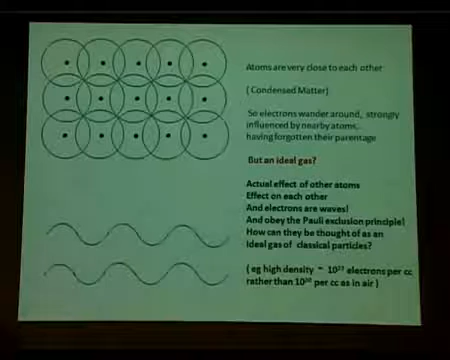 Atoms are very close to each other
( Condensed Matter)
So electrons wander around, strongly
influenced by nearby atoms,
having forgotten their parentage
But an ideal gas?
Actual effect of other atoms
Effect on each other
And electrons are waves!
And obey the Pauli exclusion principle!
How can they be thought of as an
Ideal gas of classical particles?
( eg high density ~ electrons per cc
rather than per cc as in air )